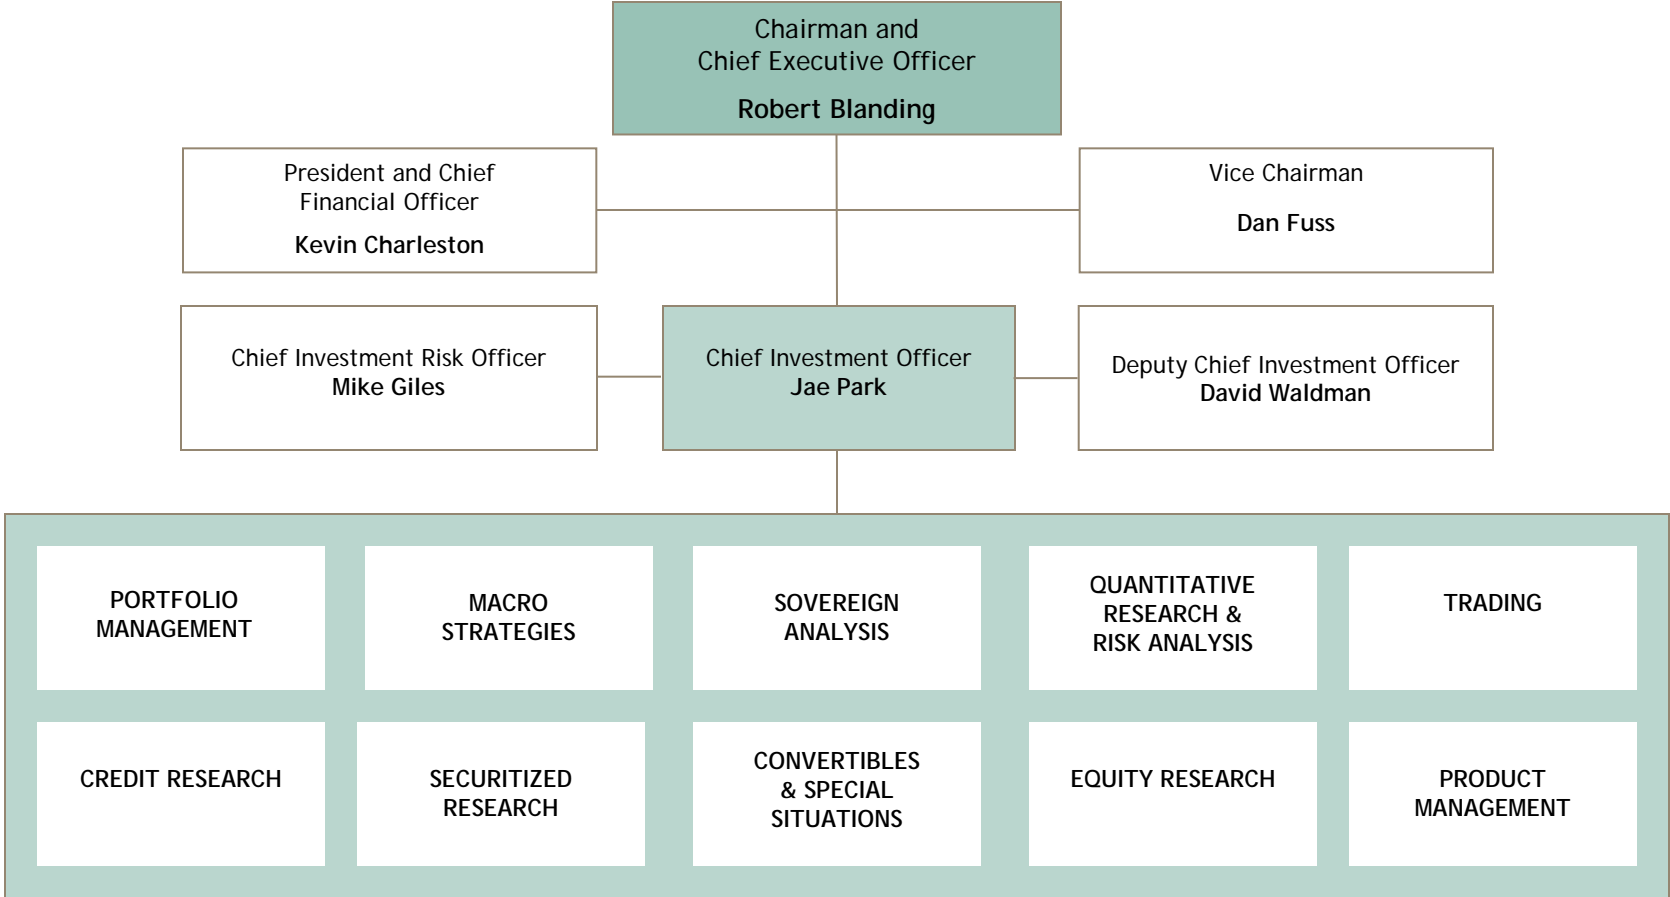 Chairman and
Chief Executive Officer
Robert Blanding
President and Chief
Financial Officer
Kevin Charleston
Vice Chairman
Dan Fuss
Chief Investment Risk Officer
Mike Giles
Chief Investment Officer
Jae Park
Deputy Chief Investment Officer
David Waldman
PORTFOLIO
MANAGEMENT
MACRO
STRATEGIES
SOVEREIGN
ANALYSIS
QUANTITATIVE
RESEARCH &
RISK ANALYSIS
TRADING
CREDIT RESEARCH
SECURITIZED
RESEARCH
CONVERTIBLES
& SPECIAL
SITUATIONS
EQUITY RESEARCH
PRODUCT
MANAGEMENT